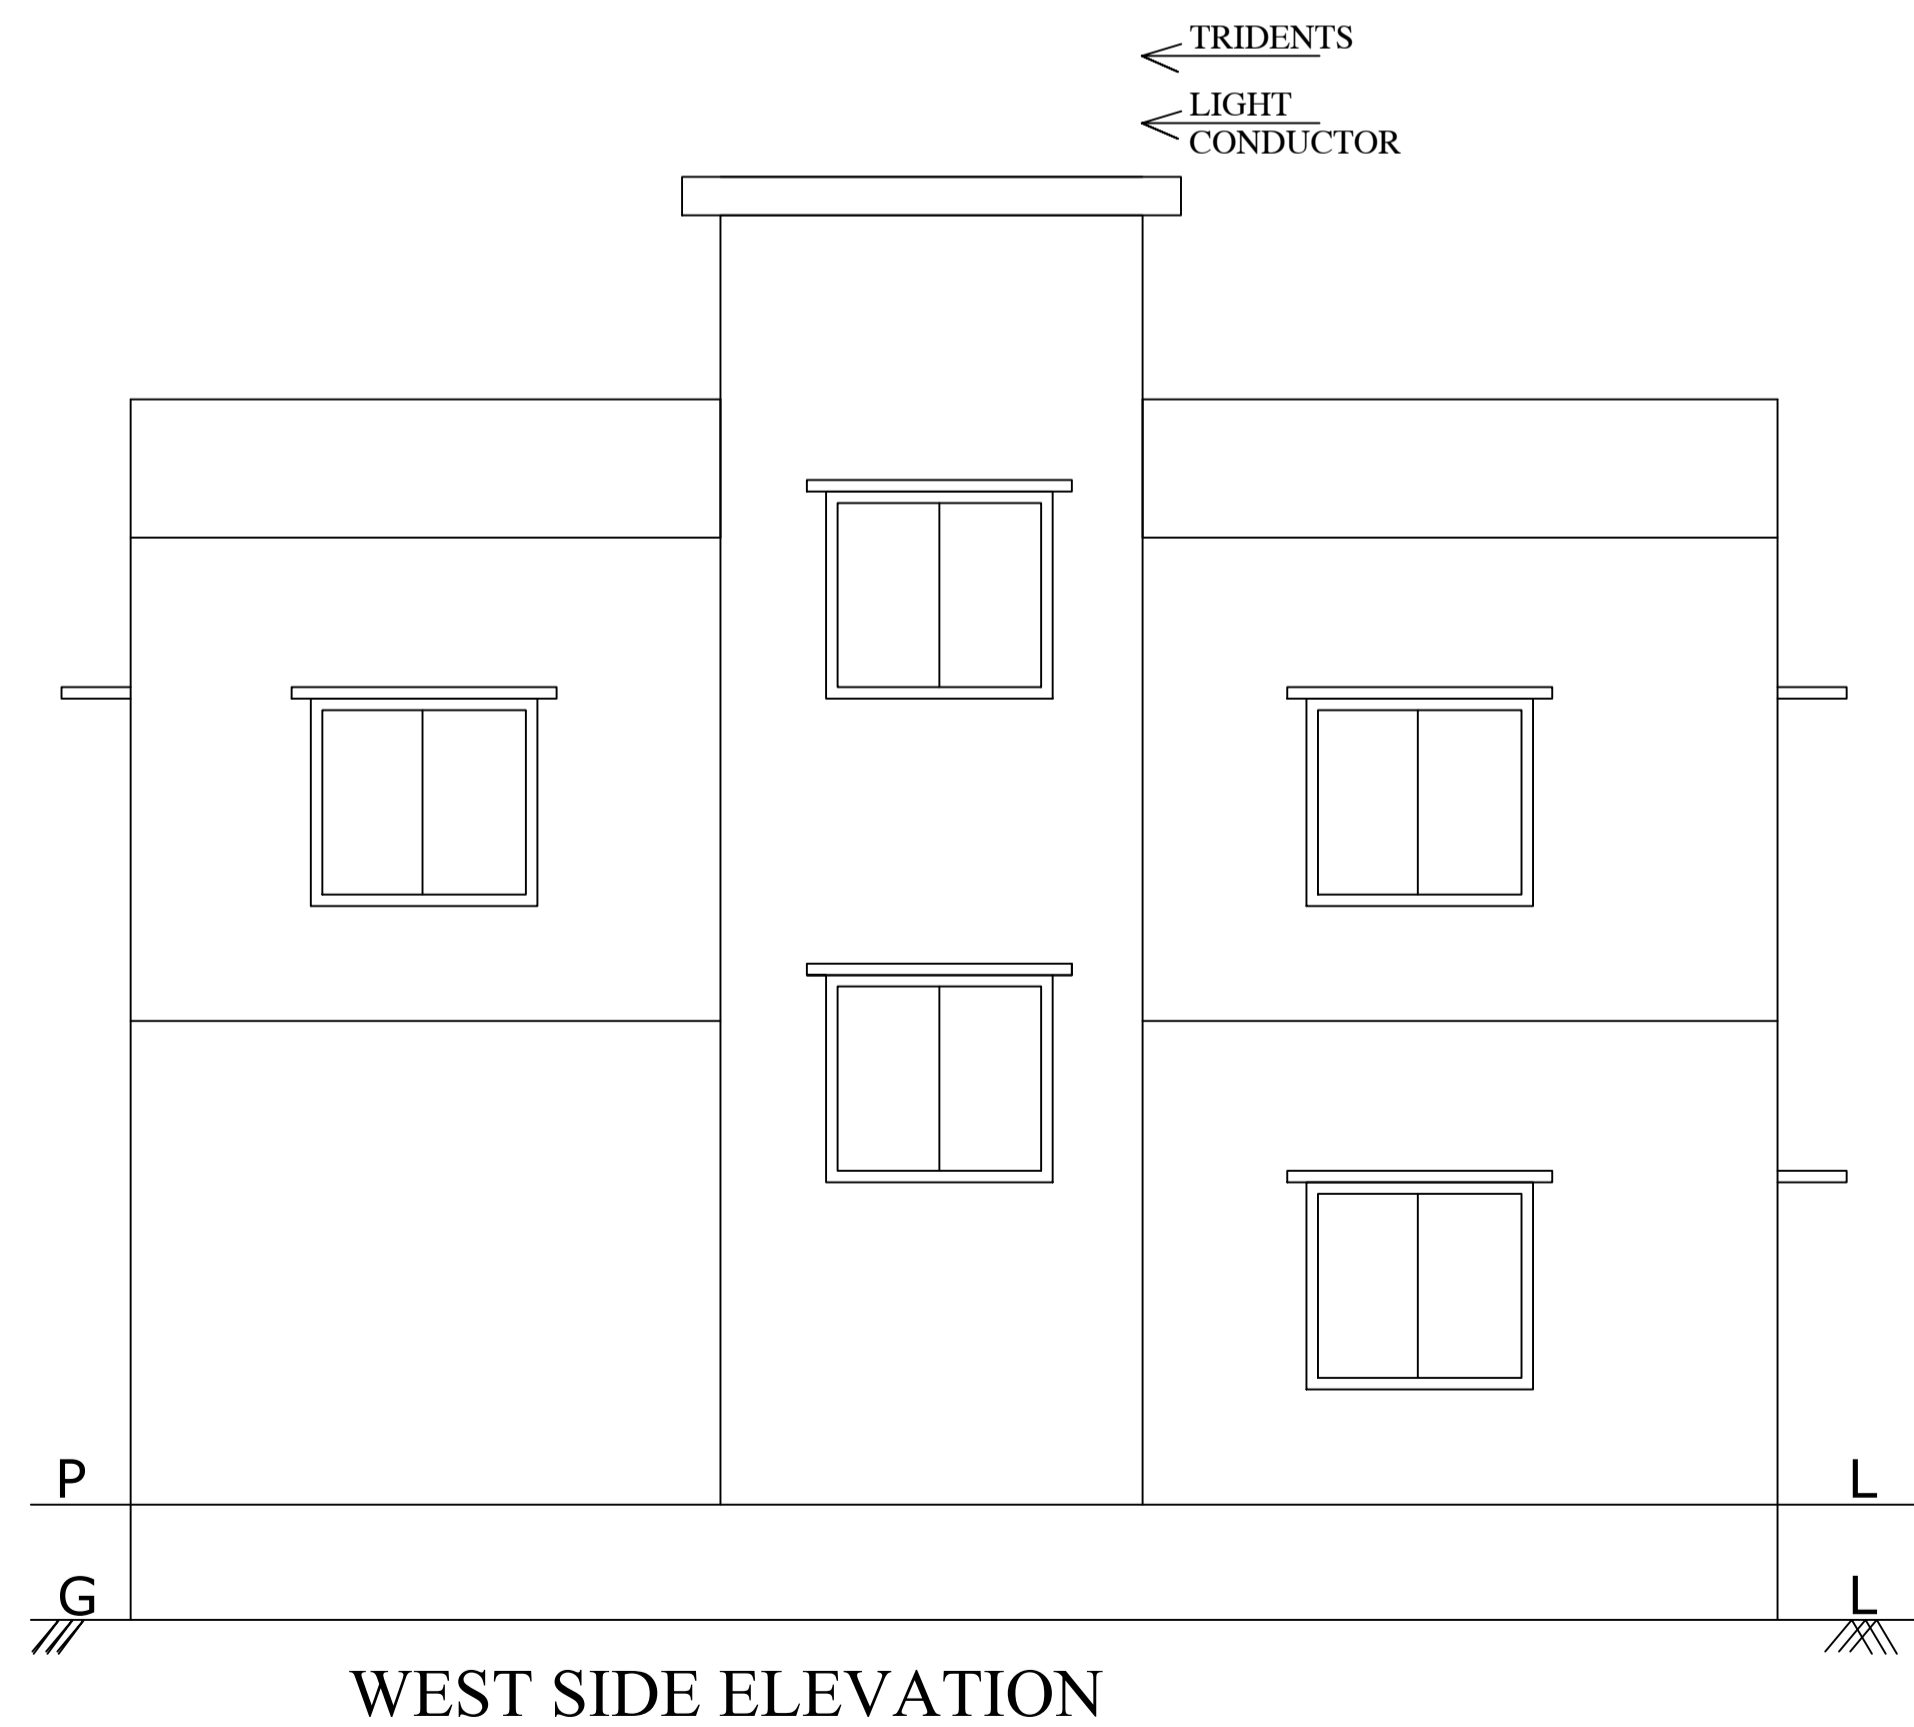 TRIDENTS
LIGHT
CONDUCTOR
P L
G L
WEST SIDE ELEVATION